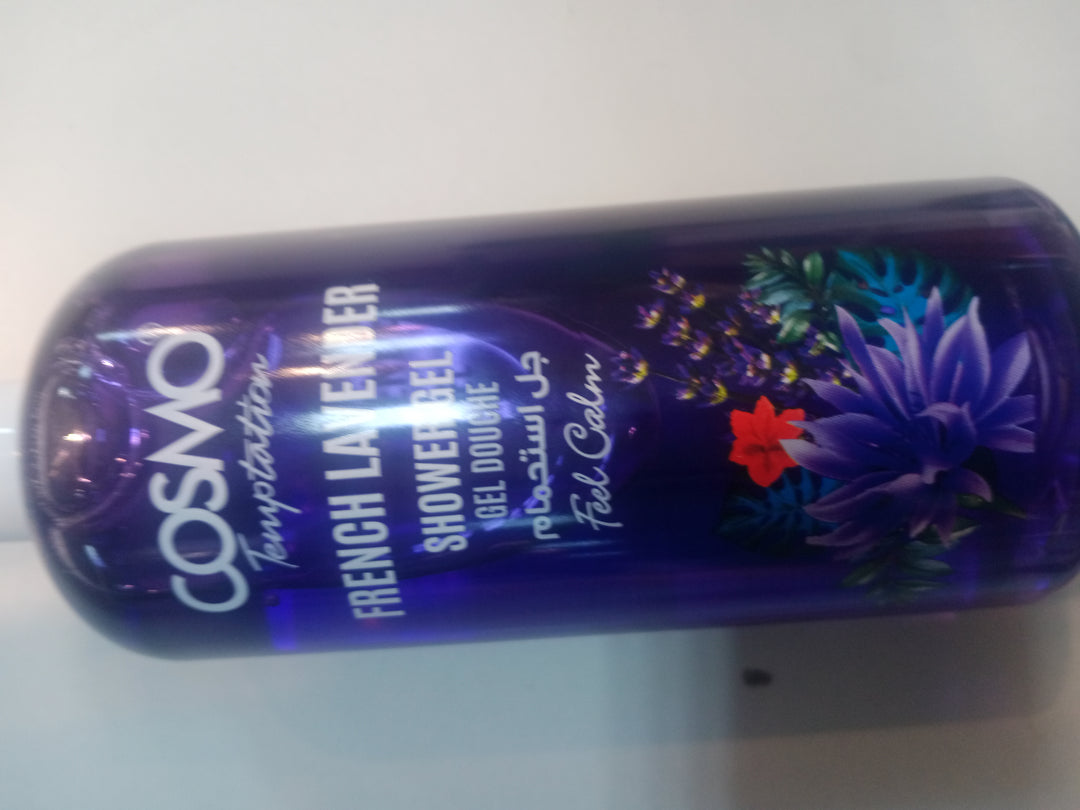 COSMO
Temptation
FRENCH LAVENDER
SHOWER GEL
GEL DOUCHE
جل استحمام
Feel Calm